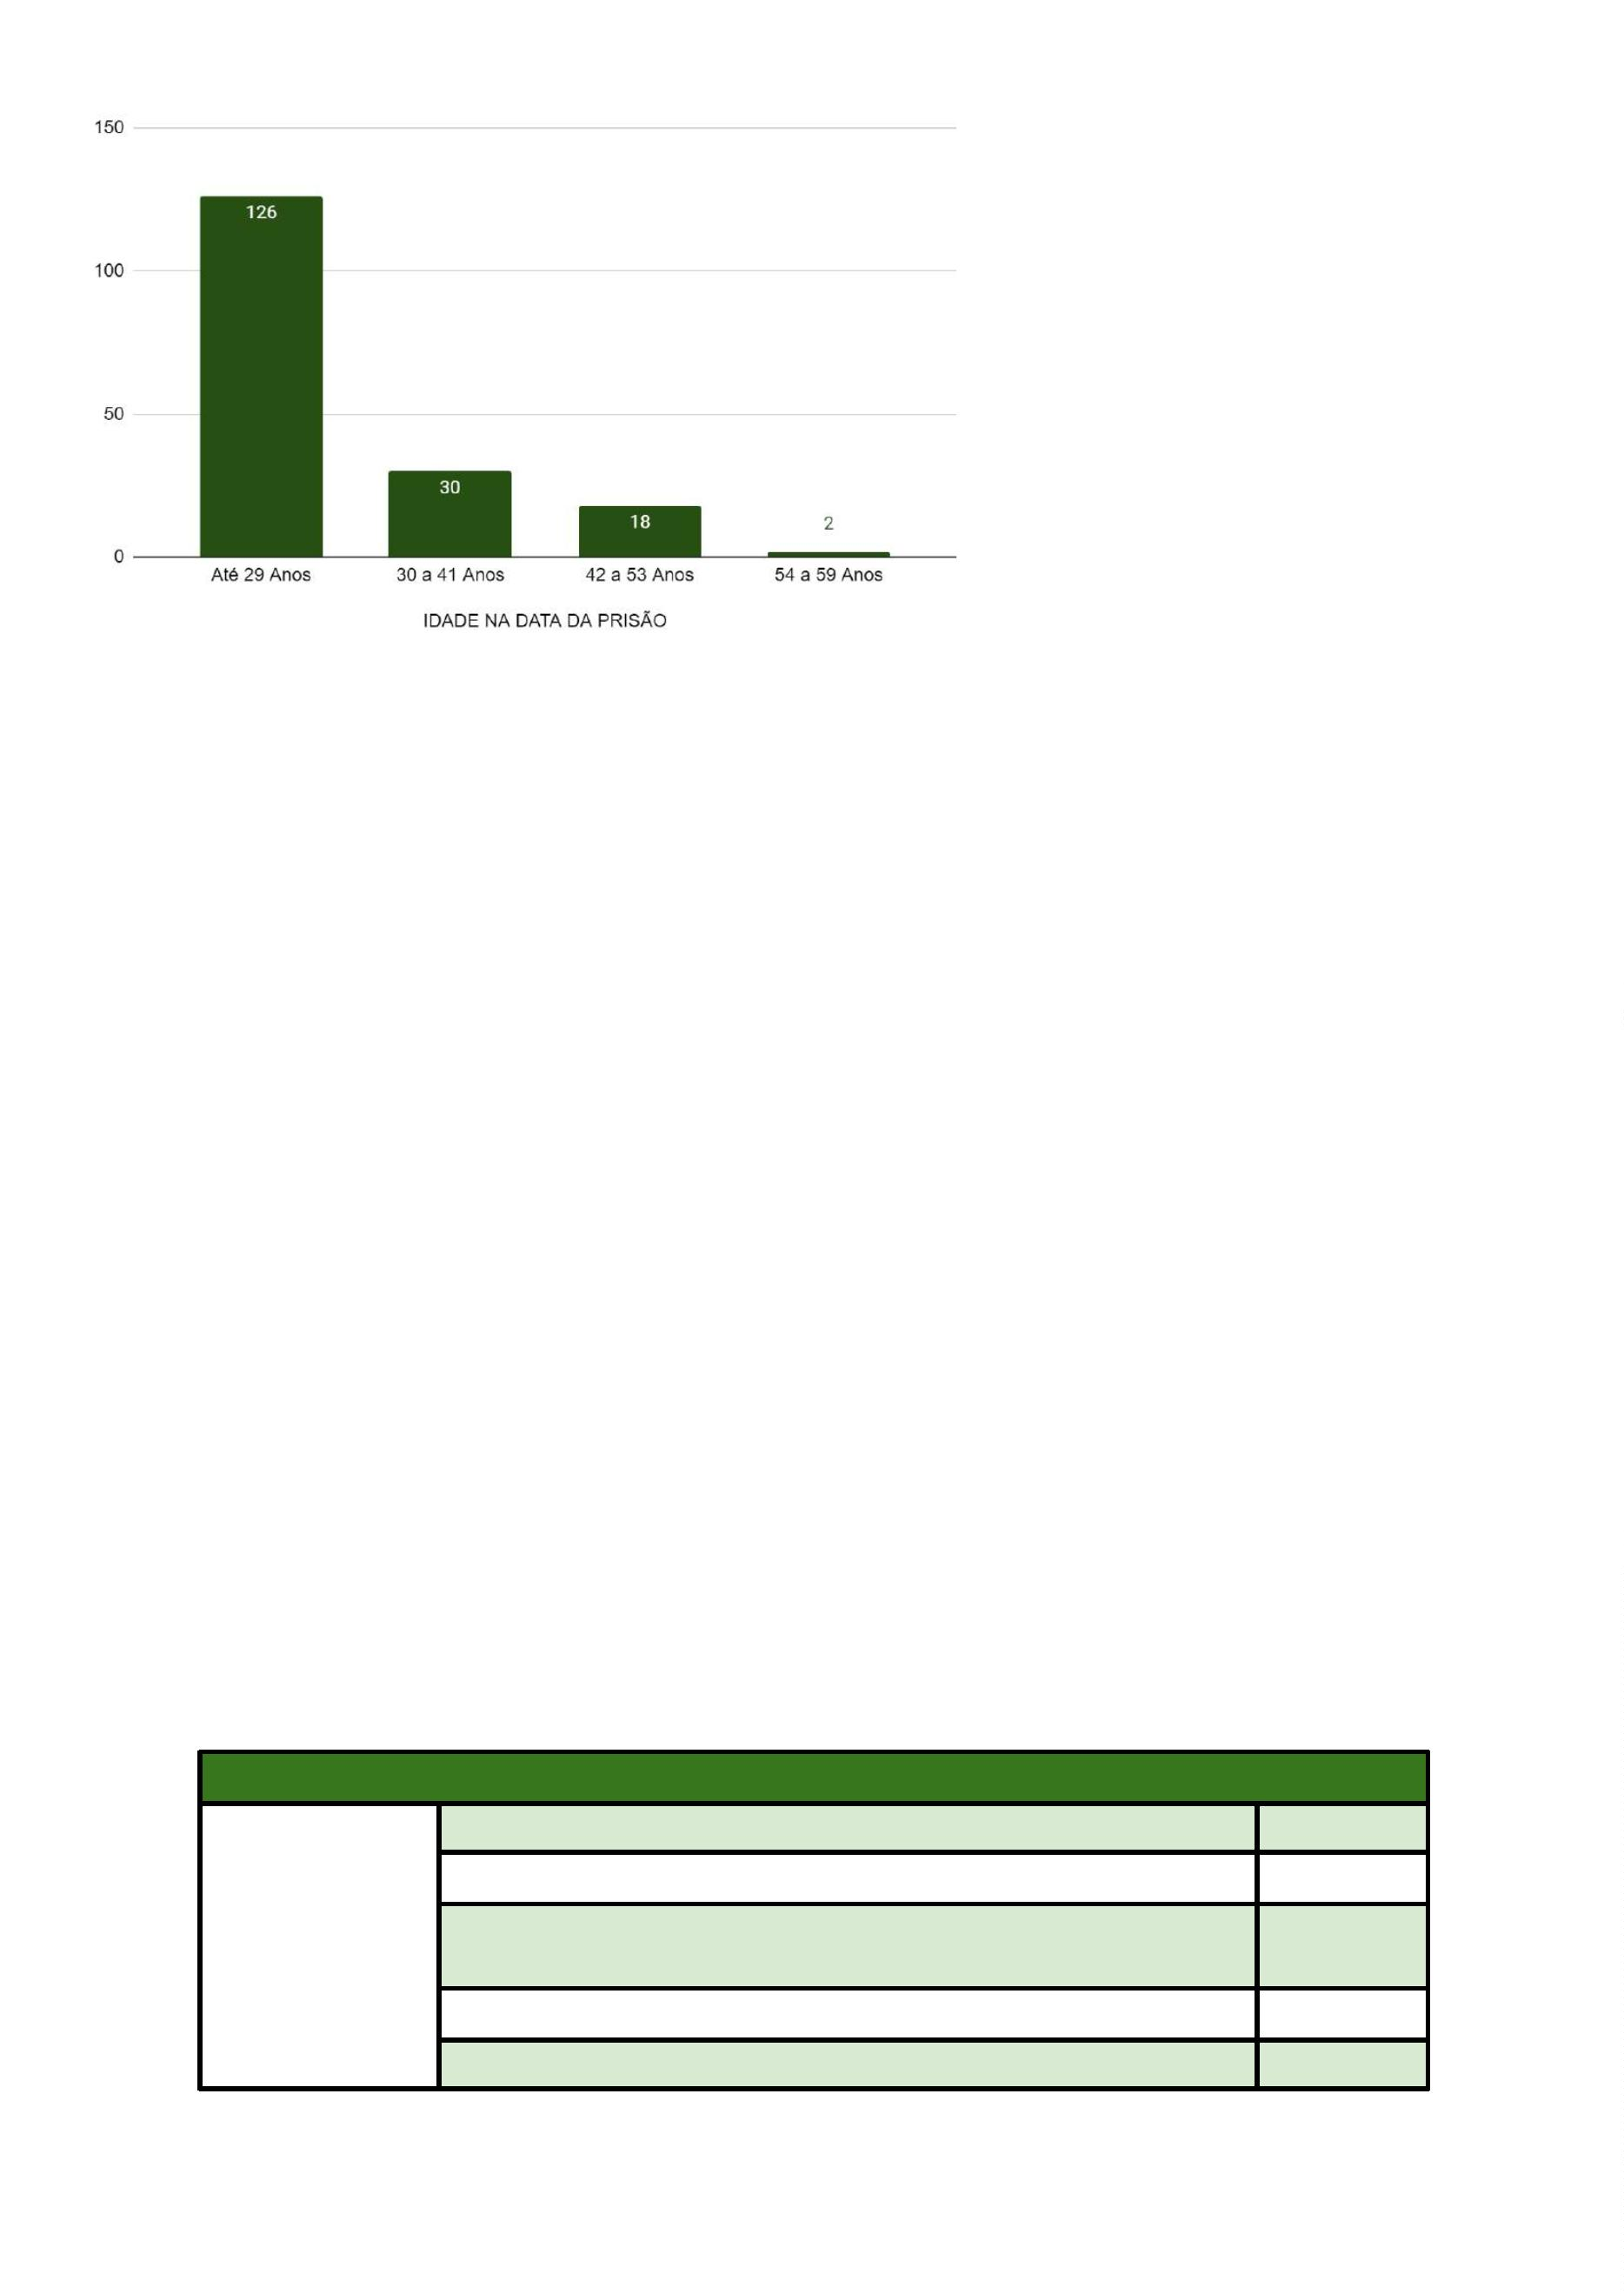 150
126
100
50
30
18
2
0
Até 29 Anos
30 a 41 Anos
42 a 53 Anos
54 a 59 Anos
IDADE NA DATA DA PRISÃO